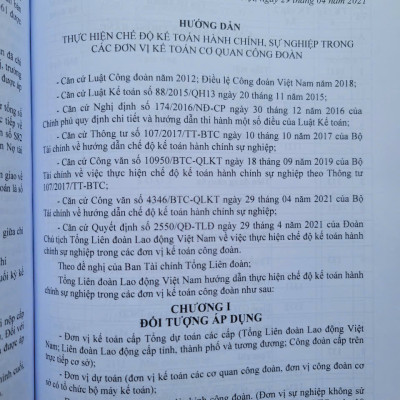 29 tháng 04 năm 2021
HƯỚNG DẪN
THỰC HIỆN CHẾ ĐỘ KẾ TOÁN HÀNH CHÍNH, SỰ NGHIỆP TRONG
CÁC ĐƠN VỊ KẾ TOÁN CƠ QUAN CÔNG ĐOÀN
- Căn cứ Luật Công đoàn năm 2012; Điều lệ Công đoàn Việt Nam năm 2018;
- Căn cứ Luật Kế toán số 88/2015/QH13 ngày 20 tháng 11 năm 2015;
- Căn cứ Nghị định số 174/2016/NĐ-CP ngày 30 tháng 12 năm 2016 của
Chính phủ quy định chi tiết và hướng dẫn thi hành một số điều của Luật Kế toán;
- Căn cứ Thông tư số 107/2017/TT-BTC ngày 10 tháng 10 năm 2017 của Bộ
Tài chính về hướng dẫn chế độ kế toán hành chính sự nghiệp;
- Căn cứ Công văn số 10950/BTC-QLKT ngày 18 tháng 09 năm 2019 của Bộ
Tài chính về việc thực hiện chế độ kế toán hành chính sự nghiệp theo Thông tư
107/2017/TT-BTC;
- Căn cứ Công văn số 4346/BTC-QLKT ngày 29 tháng 04 năm 2021 của Bộ
Tài chính về hướng dẫn chế độ kế toán hành chính sự nghiệp;
- Căn cứ Quyết định số 2550/QĐ-TLĐ ngày 29 tháng 4 năm 2021 của Đoàn
Chủ tịch Tổng Liên đoàn Lao động Việt Nam về việc thực hiện chế độ kế toán hành
chính sự nghiệp trong các đơn vị kế toán công đoàn.
Theo đề nghị của Ban Tài chính Tổng Liên đoàn;
Tổng Liên đoàn Lao động Việt Nam hướng dẫn thực hiện chế độ kế toán hành
chính sự nghiệp trong các đơn vị kế toán công đoàn như sau:
CHƯƠNG I
ĐỐI TƯỢNG ÁP DỤNG
- Đơn vị kế toán cấp Tổng dự toán các cấp (Tổng Liên đoàn Lao động Việt
Nam; Liên đoàn Lao động cấp tỉnh, thành phố và tương đương; Công đoàn cấp trên
trực tiếp cơ sở);
- Đơn vị dự toán (đơn vị kế toán các cơ quan công đoàn, đơn vị công đoàn cơ
sở có tổ chức bộ máy kế toán);
hành chính công đoàn. (Đơn vị sự nghiệp không sử